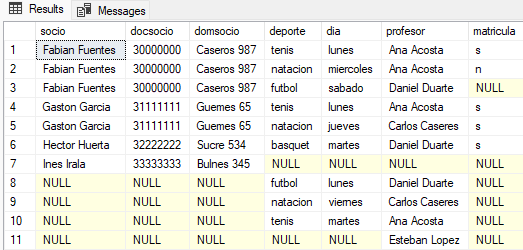 Results Messages
socio docsocio domsocio deporte dia profesor matricula
1 Fabian Fuentes 30000000 Caseros 987 tenis lunes Ana Acosta s
2 Fabian Fuentes 30000000 Caseros 987 natacion miercoles Ana Acosta n
3 Fabian Fuentes 30000000 Caseros 987 futbol sabado Daniel Duarte NULL
4 Gaston Garcia 31111111 Guemes 65 tenis lunes Ana Acosta s
5 Gaston Garcia 31111111 Guemes 65 natacion jueves Carlos Caseres s
6 Hector Huerta 32222222 Sucre 534 basquet martes Daniel Duarte s
7 Ines Irala 33333333 Bulnes 345 NULL NULL NULL NULL
8 NULL NULL NULL futbol lunes Daniel Duarte NULL
9 NULL NULL NULL natacion viernes Carlos Caseres NULL
10 NULL NULL NULL tenis martes Ana Acosta NULL
11 NULL NULL NULL NULL NULL Esteban Lopez NULL